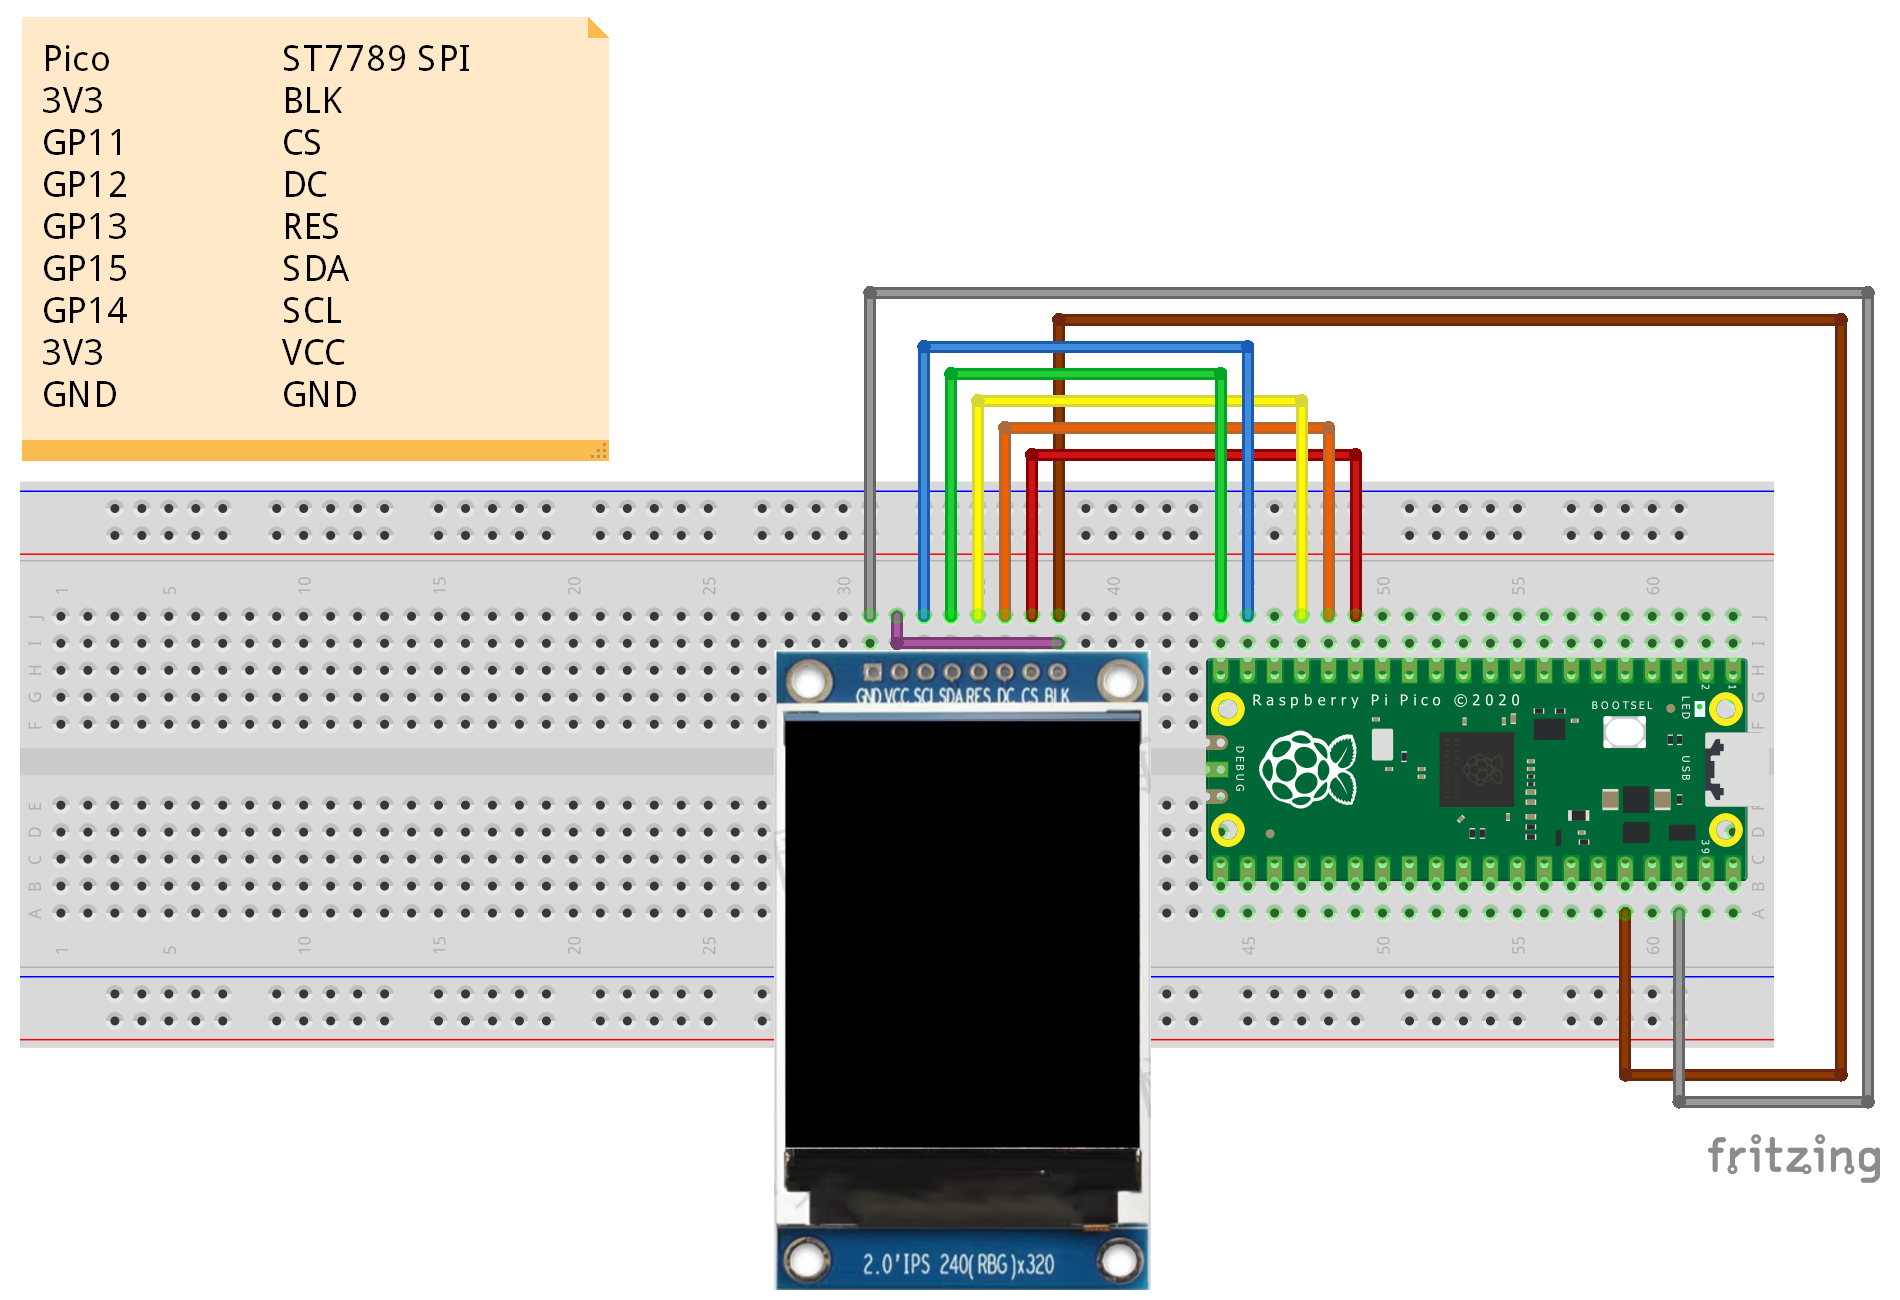 Pico ST7789 SPI
3V3 BLK
GP11 CS
GP12 DC
GP13 RES
GP15 SDA
GP14 SCL
3V3 VCC
GND GND
1 5 10 15 20 25 30 40 50 55 60
J J
I I
H H
G G
F F
GND VCC SCL SDA RES DC CS BLK
Raspberry Pi Pico ©2020
BOOTSEL
LED
2 1
DEBUG
USB
39
E
D D
C C
B B
A A
1 5 10 15 20 25 45 50 55 60
fritzing
2.0'IPS 240(RBG)x320